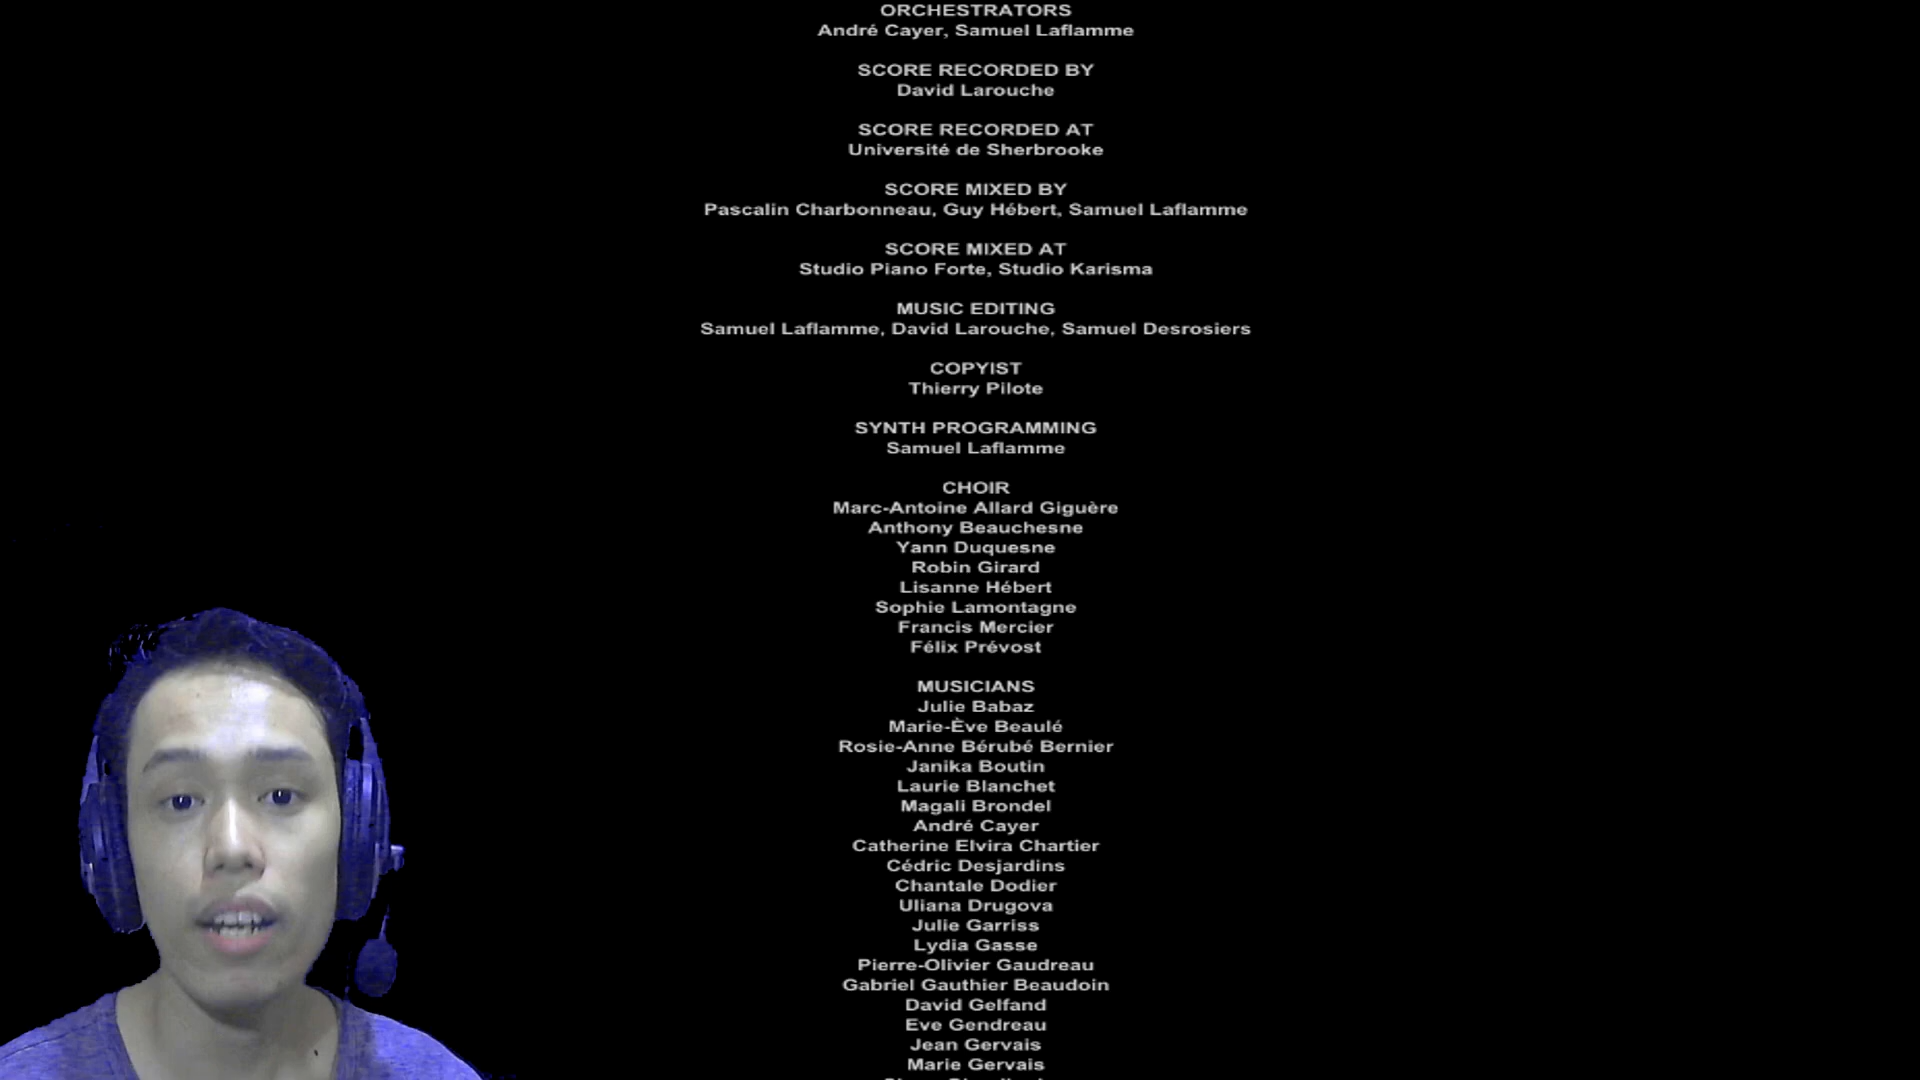 ORCHESTRATORS
André Cayer, Samuel Laflamme
SCORE RECORDED BY
David Larouche
SCORE RECORDED AT
Université de Sherbrooke
SCORE MIXED BY
Pascalin Charbonneau, Guy Hébert, Samuel Laflamme
SCORE MIXED AT
Studio Piano Forte, Studio Karisma
MUSIC EDITING
Samuel Laflamme, David Larouche, Samuel Desrosiers
COPYIST
Thierry Pilote
SYNTH PROGRAMMING
Samuel Laflamme
CHOIR
Marc-Antoine Allard Giguère
Anthony Beauchesne
Yann Duquesne
Robin Girard
Lisanne Hébert
Sophie Lamontagne
Francis Mercier
Félix Prévost
MUSICIANS
Julie Babaz
Marie-Ève Beaulé
Rosie-Anne Bérubé Bernier
Janika Boutin
Laurie Blanchet
Magali Brondel
André Cayer
Catherine Elvira Chartier
Cédric Desjardins
Chantale Dodier
Uliana Drugova
Julie Garriss
Lydia Gasse
Pierre-Olivier Gaudreau
Gabriel Gauthier Beaudoin
David Gelfand
Eve Gendreau
Jean Gervais
Marie Gervais